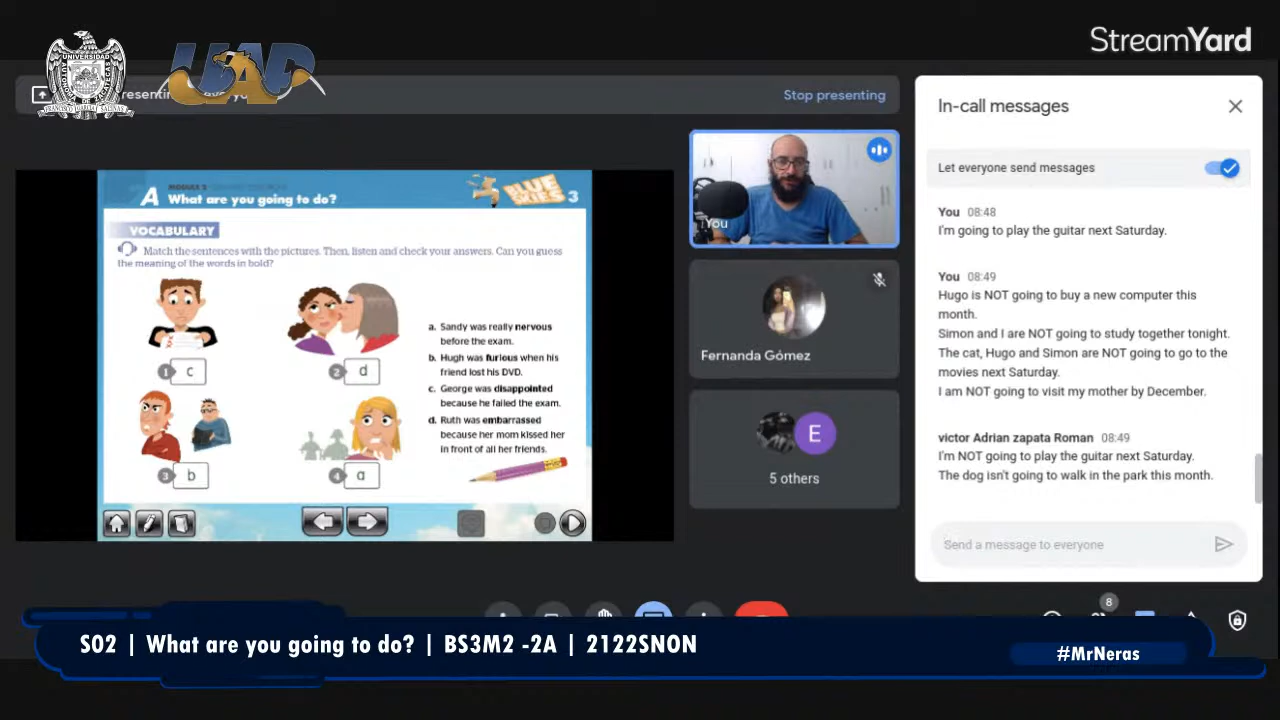 StreamYard
UNIVERSIDAD
UAP
Stop presenting
In-call messages
Let everyone send messages
You 08:48
I'm going to play the guitar next Saturday.
You 08:49
Hugo is NOT going to buy a new computer this
month.
Simon and I are NOT going to study together tonight.
The cat, Hugo and Simon are NOT going to go to the
movies next Saturday.
I am NOT going to visit my mother by December.
victor Adrian zapata Roman 08:49
I'm NOT going to play the guitar next Saturday.
The dog isn't going to walk in the park this month.
Send a message to everyone
A
MODULE 2
What are you going to do?
BLUE
SKIES 3
VOCABULARY
Match the sentences with the pictures. Then, listen and check your answers. Can you guess
the meaning of the words in bold?
1 c
2 d
3 b
4 a
a. Sandy was really nervous
before the exam.
b. Hugh was furious when his
friend lost his DVD.
c. George was disappointed
because he failed the exam.
d. Ruth was embarrassed
because her mom kissed her
in front of all her friends.
You
Fernanda Gómez
E
5 others
8
S02 | What are you going to do? | BS3M2 -2A | 2122SNON
#MrNeras